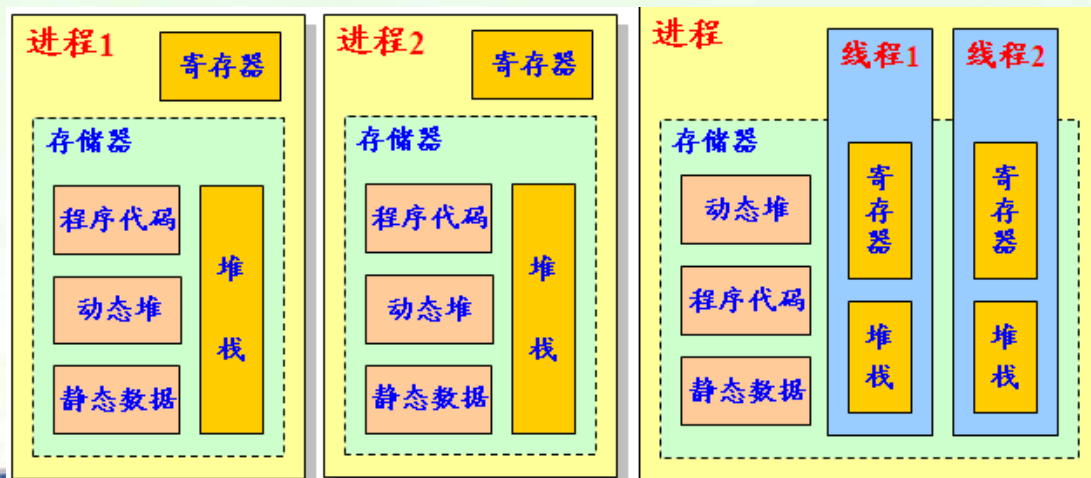 进程1
寄存器
存储器
程序代码
动态堆
静态数据
堆栈
进程2
寄存器
存储器
程序代码
动态堆
静态数据
堆栈
进程
线程1
线程2
存储器
动态堆
程序代码
静态数据
寄存器
堆栈
寄存器
堆栈